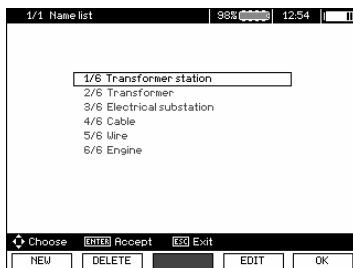 1/1 Name list 98% 12:54
1/6 Transformer station
2/6 Transformer
3/6 Electrical substation
4/6 Cable
5/6 Wire
6/6 Engine
Choose ENTER Accept ESC Exit
NEW DELETE EDIT OK